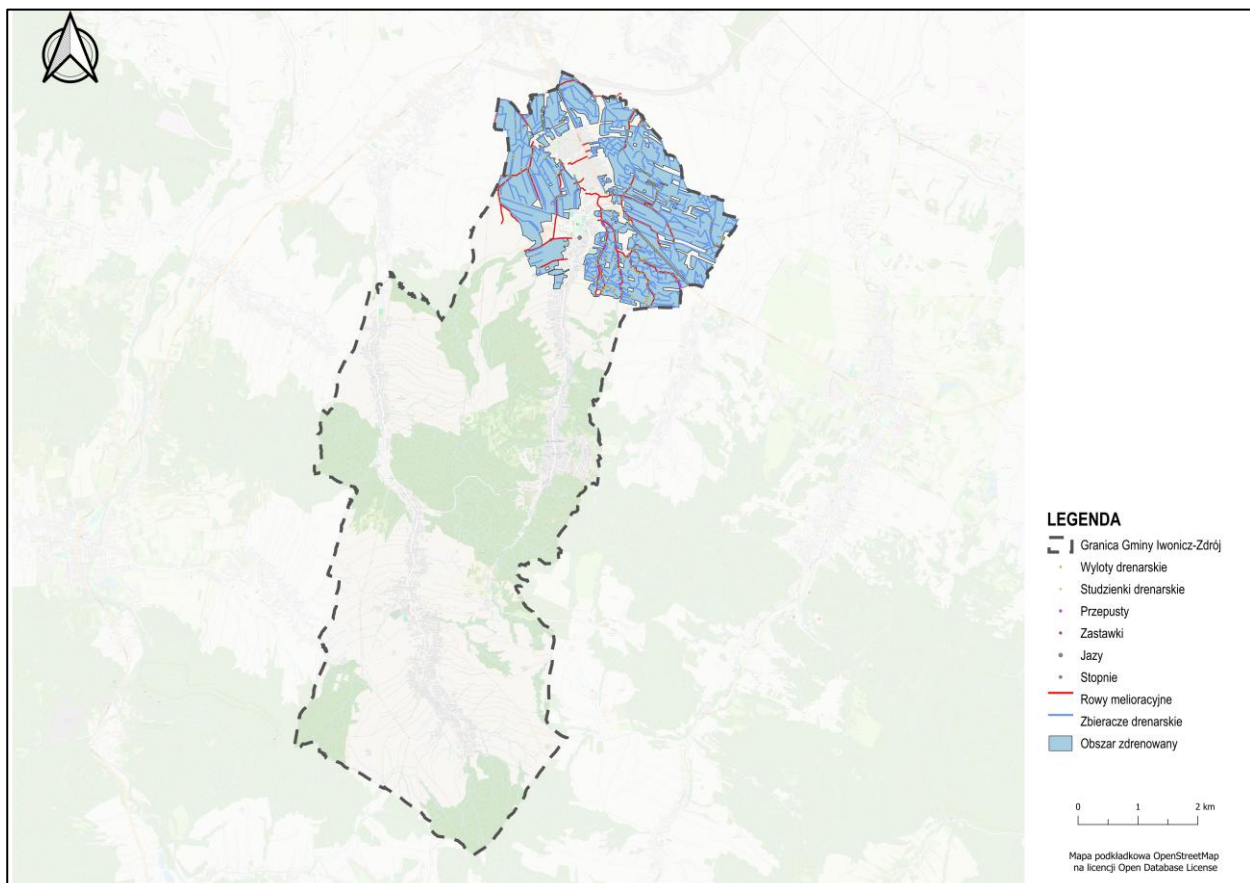 LEGENDA
Granica Gminy Iwonicz-Zdrój
Wyloty drenarskie
Studzienki drenarskie
Przepusty
Zastawki
Jazy
Stopnie
Rowy melioracyjne
Zbieracze drenarskie
Obszar zdrenowany
0 1 2 km
Mapa podkładkowa OpenStreetMap
na licencji Open Database License